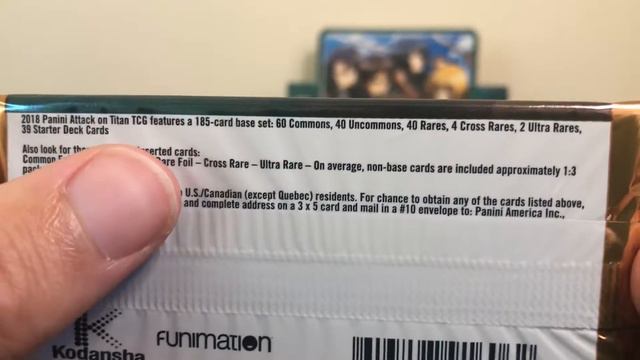 2018 Panini Attack on Titan TCG features a 185-card base set: 60 Commons, 40 Uncommons, 40 Rares, 4 Cross Rares, 2 Ultra Rares,
39 Starter Deck Cards
Also look for the serted cards:
Common Rare Foil – Cross Rare – Ultra Rare – On average, non-base cards are included approximately 1:3
U.S./Canadian (except Quebec) residents. For chance to obtain any of the cards listed above,
and complete address on a 3 x 5 card and mail in a #10 envelope to: Panini America Inc.,
K
Kodansha
FUNIMATION